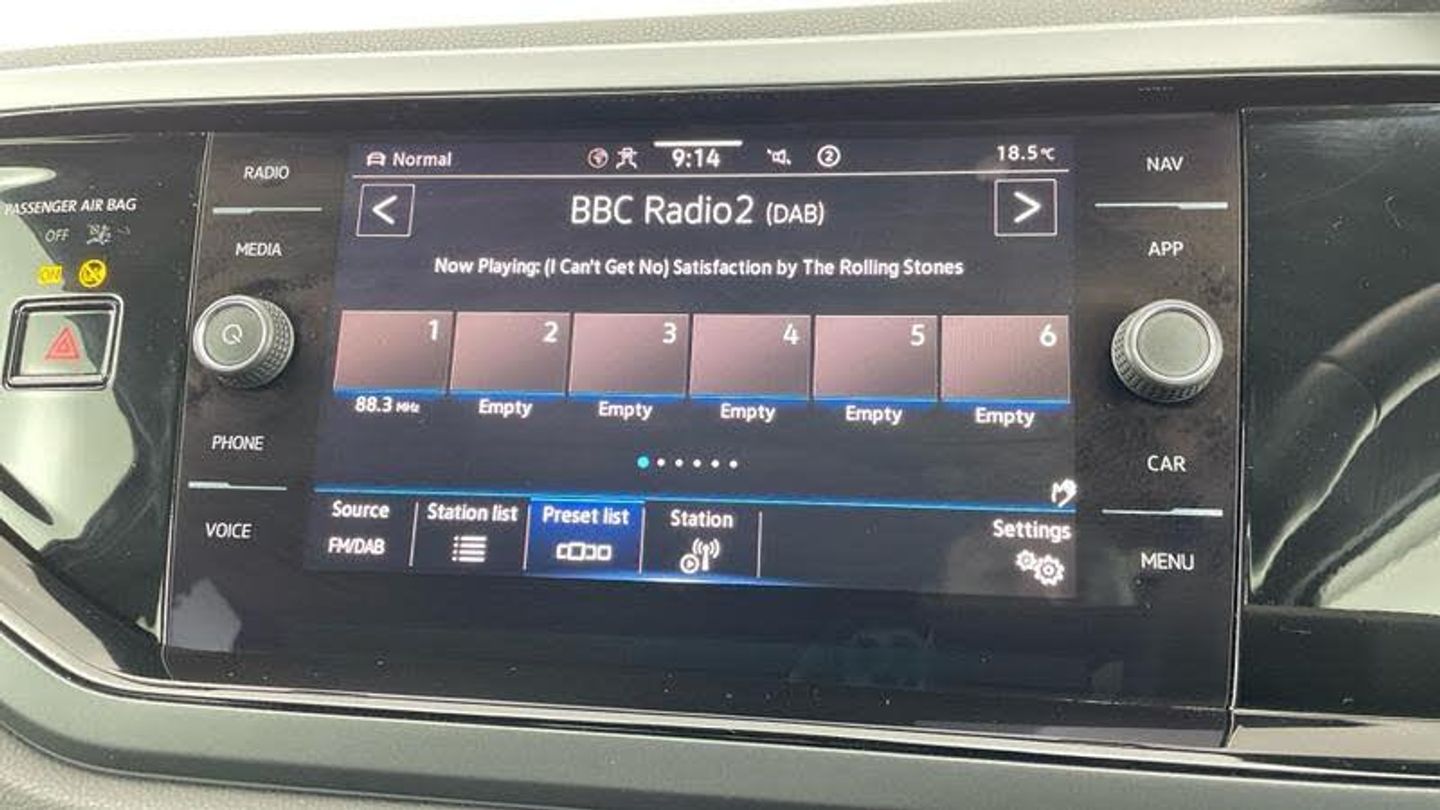 PASSENGER AIR BAG
OFF
ON
RADIO
MEDIA
PHONE
VOICE
Normal
9:14
2
18.5°C
<
BBC Radio2 (DAB)
>
Now Playing: (I Can't Get No) Satisfaction by The Rolling Stones
1 2 3 4 5 6
88.3 MHz Empty Empty Empty Empty Empty
Source Station list Preset list Station Settings
FM/DAB
NAV
APP
CAR
MENU